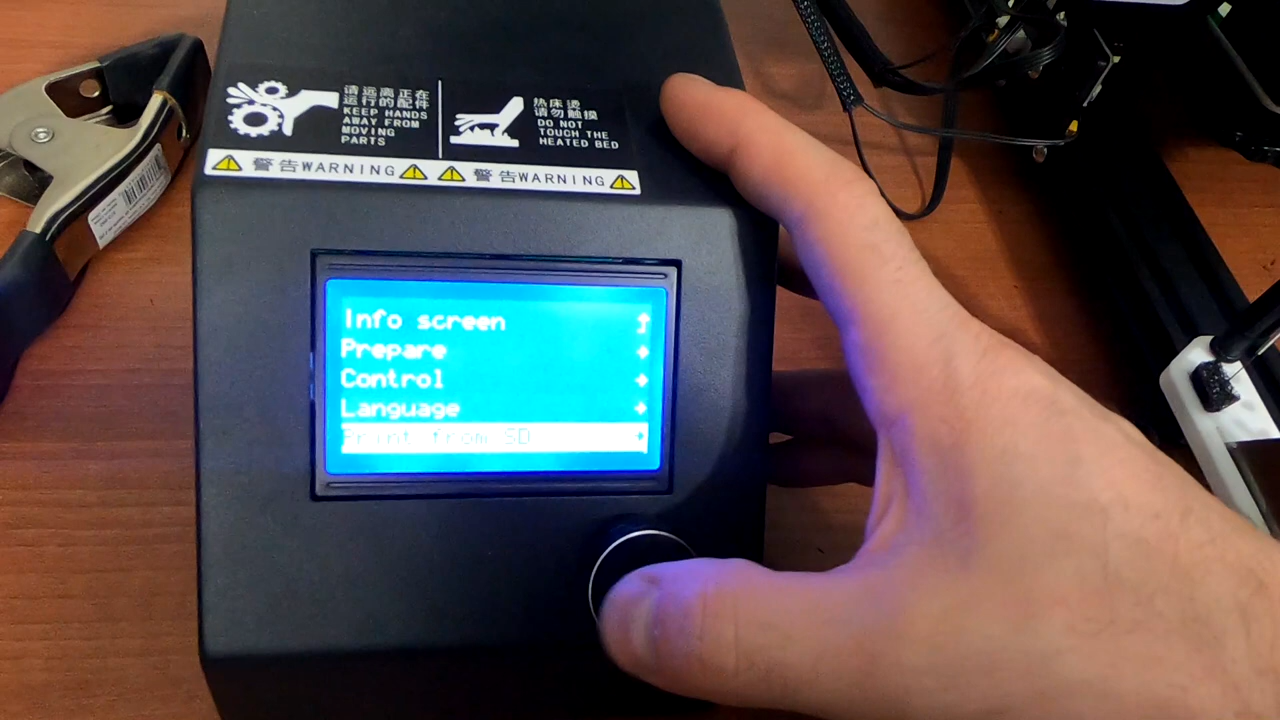 请远离正在
运行的配件
KEEP HANDS
AWAY FROM
MOVING
PARTS
热床烫
请勿触摸
DO NOT
TOUCH THE
HEATED BED
警告WARNING
警告WARNING
Info screen
Prepare
Control
Language
Print from SD